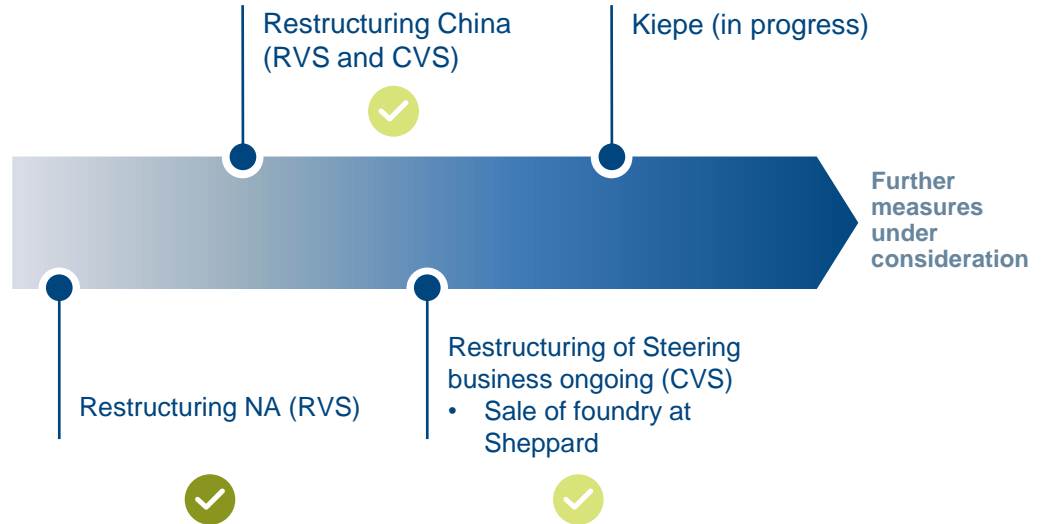 Restructuring China
(RVS and CVS)
Kiepe (in progress)
Further
measures
under
consideration
Restructuring NA (RVS)
Restructuring of Steering
business ongoing (CVS)
• Sale of foundry at
Sheppard